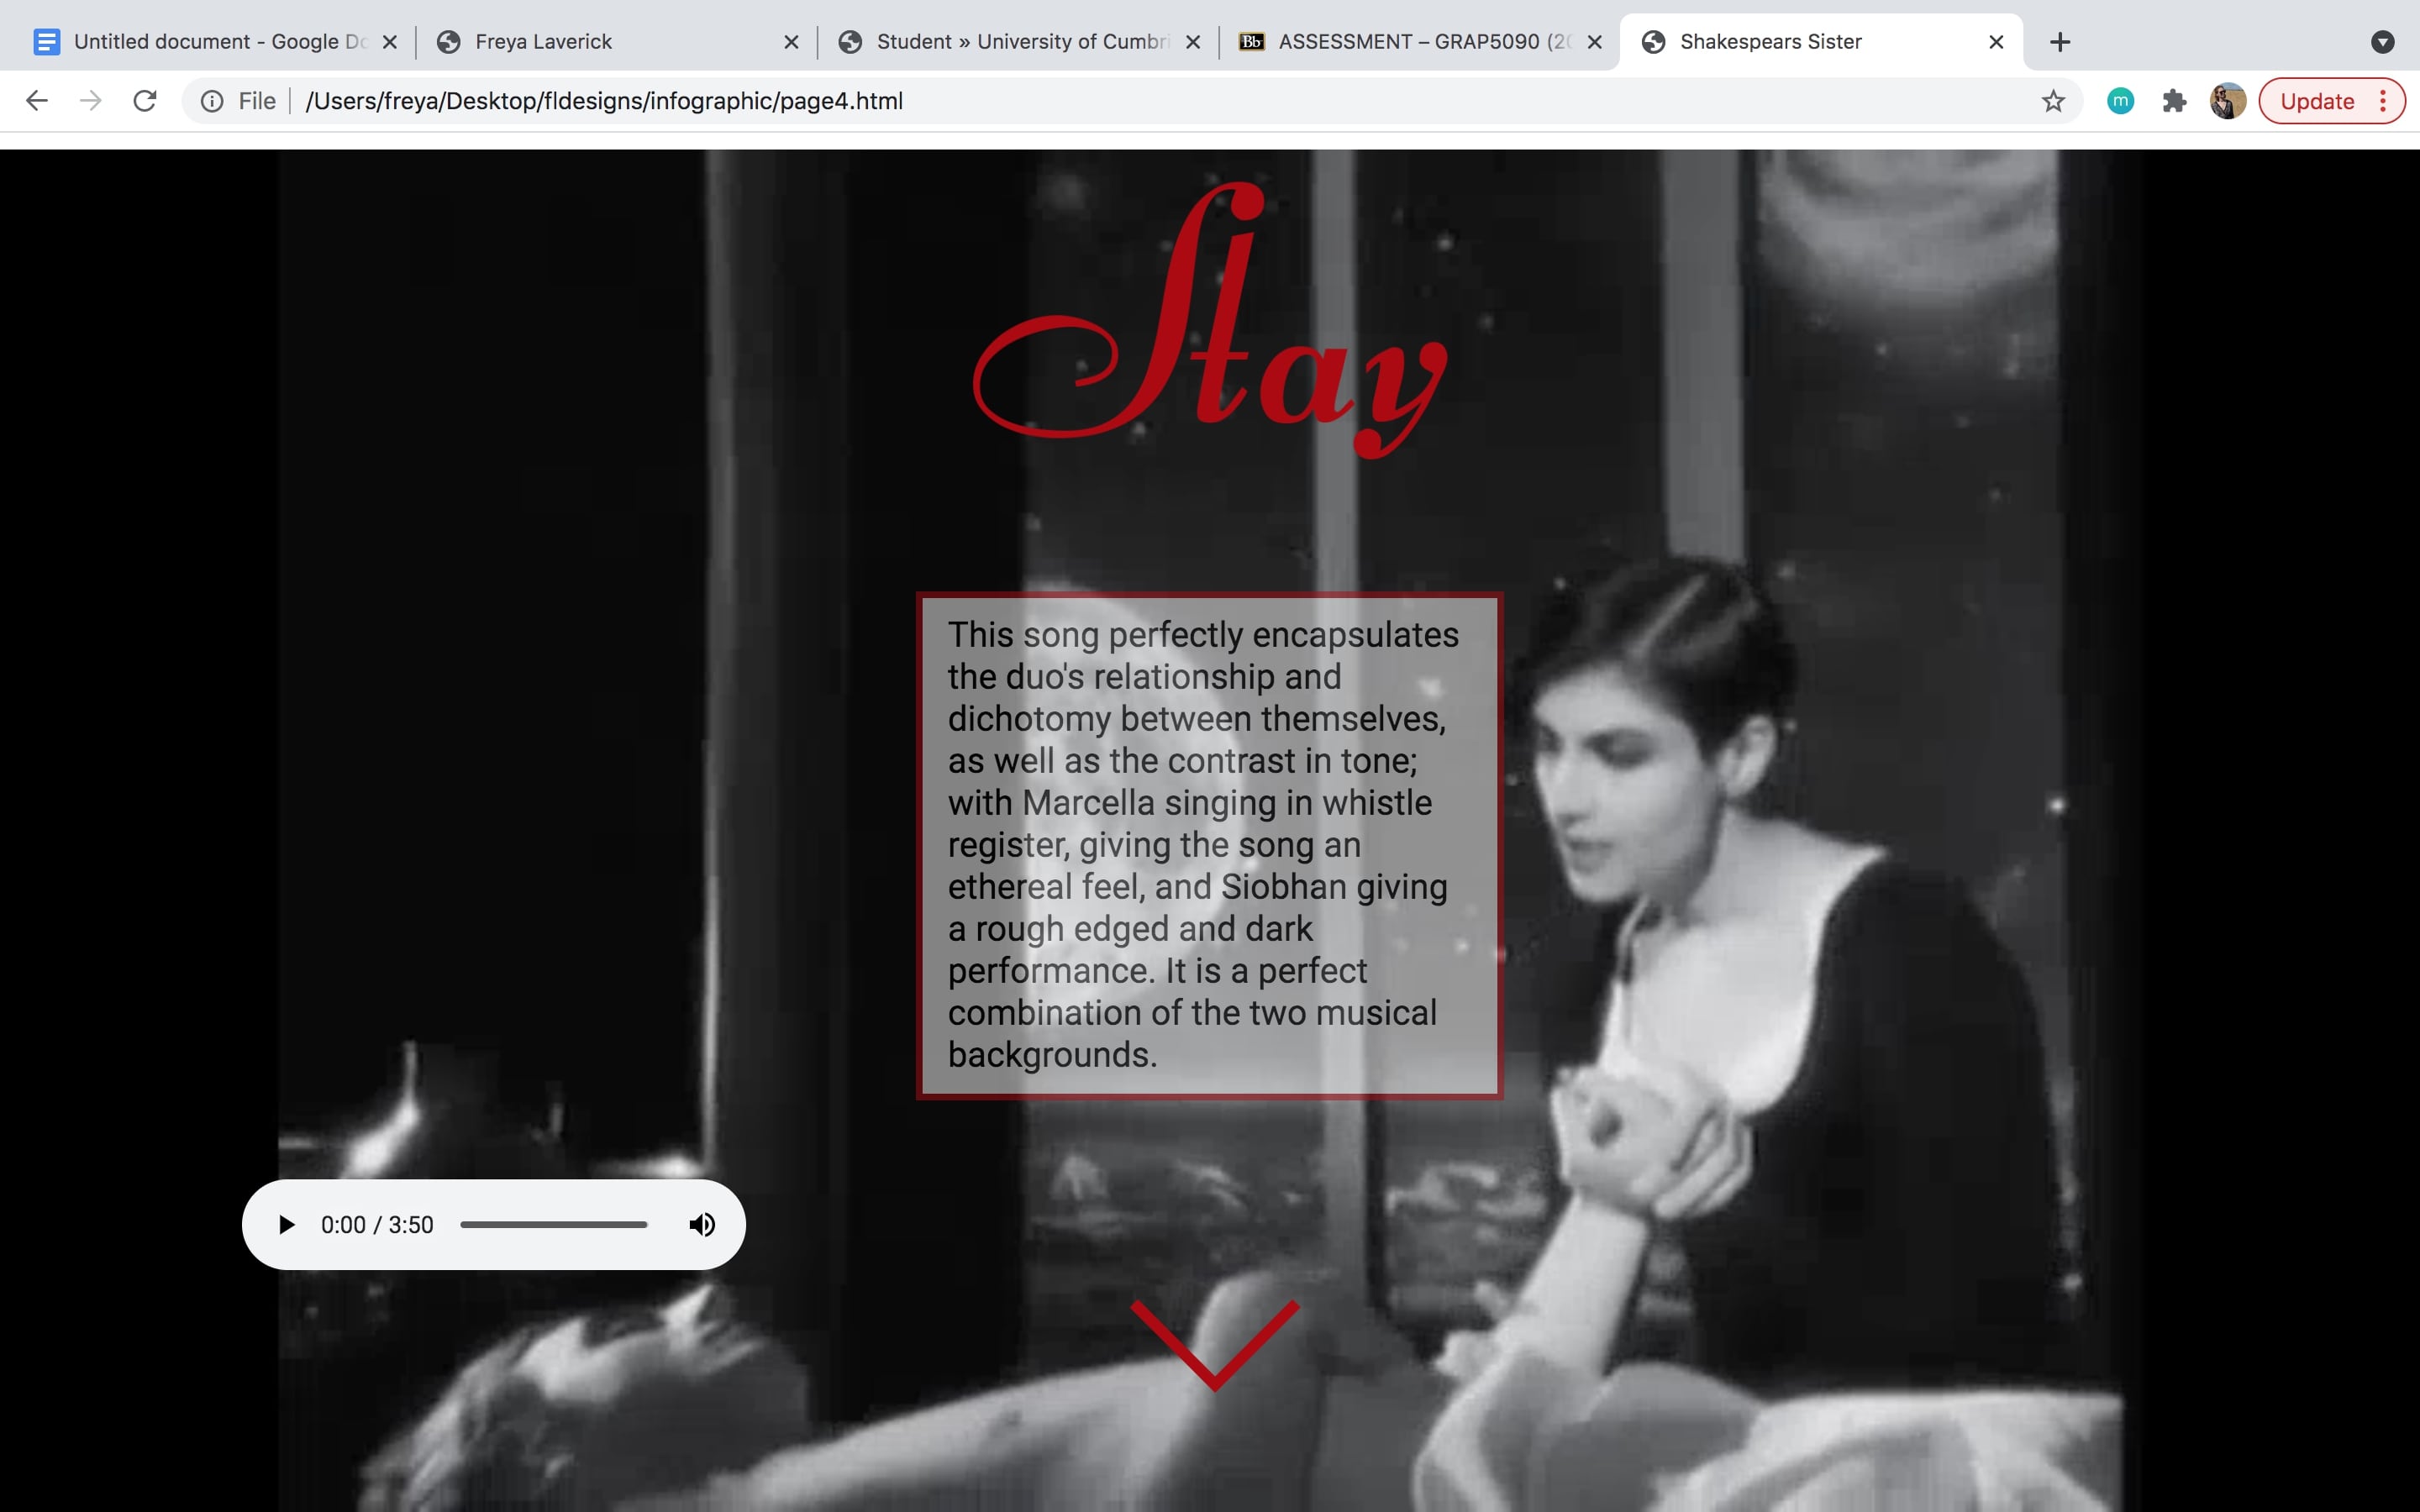 Untitled document - Google Do
Freya Laverick
Student » University of Cumbri
Bb
ASSESSMENT – GRAP5090 (20
Shakespears Sister
File
/Users/freya/Desktop/fldesigns/infographic/page4.html
m
Update
Stay
This song perfectly encapsulates
the duo's relationship and
dichotomy between themselves,
as well as the contrast in tone;
with Marcella singing in whistle
register, giving the song an
ethereal feel, and Siobhan giving
a rough edged and dark
performance. It is a perfect
combination of the two musical
backgrounds.
0:00 / 3:50